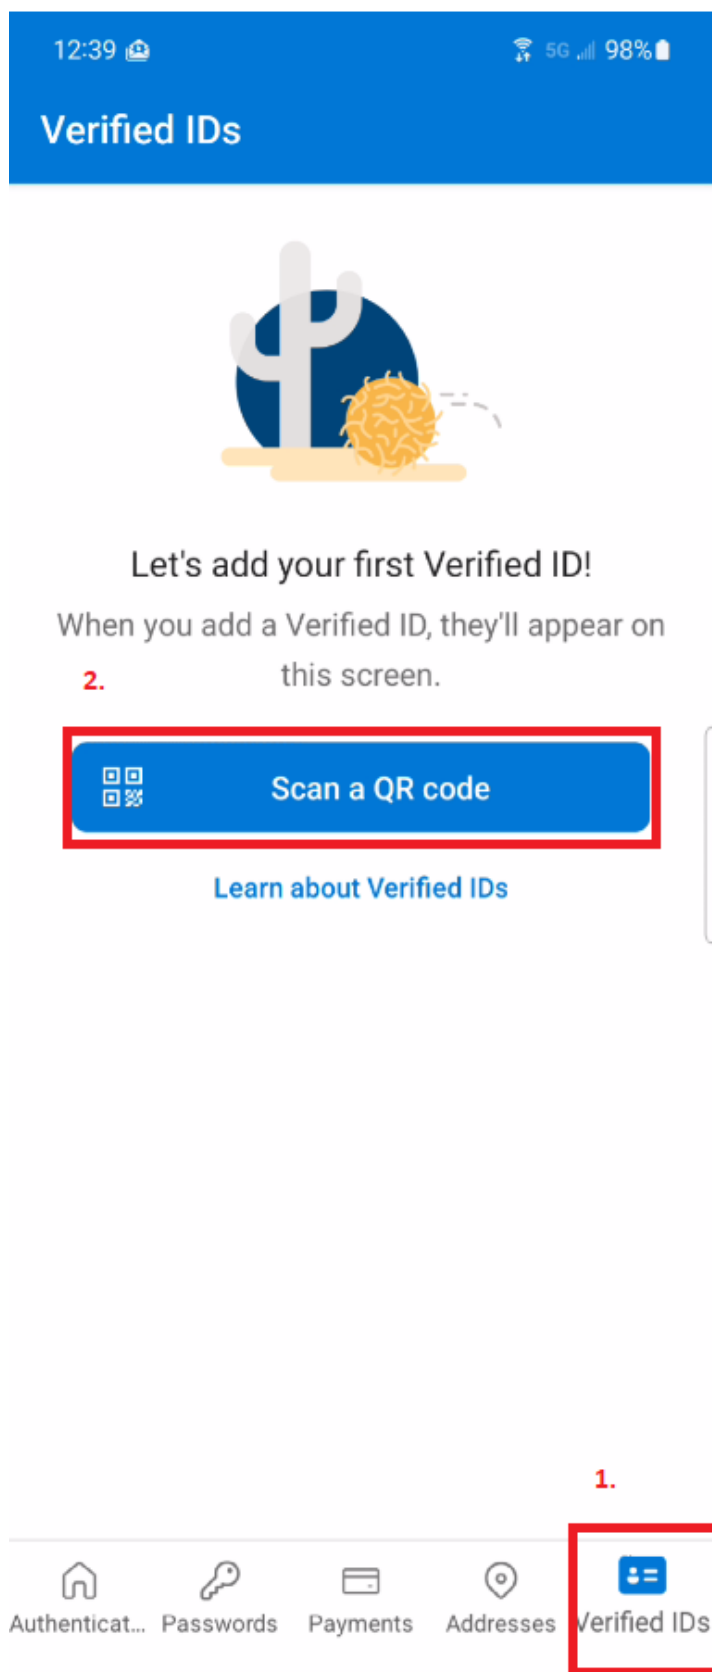 12:39 5G 98%
Verified IDs
Let's add your first Verified ID!
When you add a Verified ID, they'll appear on
this screen.
2.
Scan a QR code
Learn about Verified IDs
1.
Authenticat... Passwords Payments Addresses Verified IDs